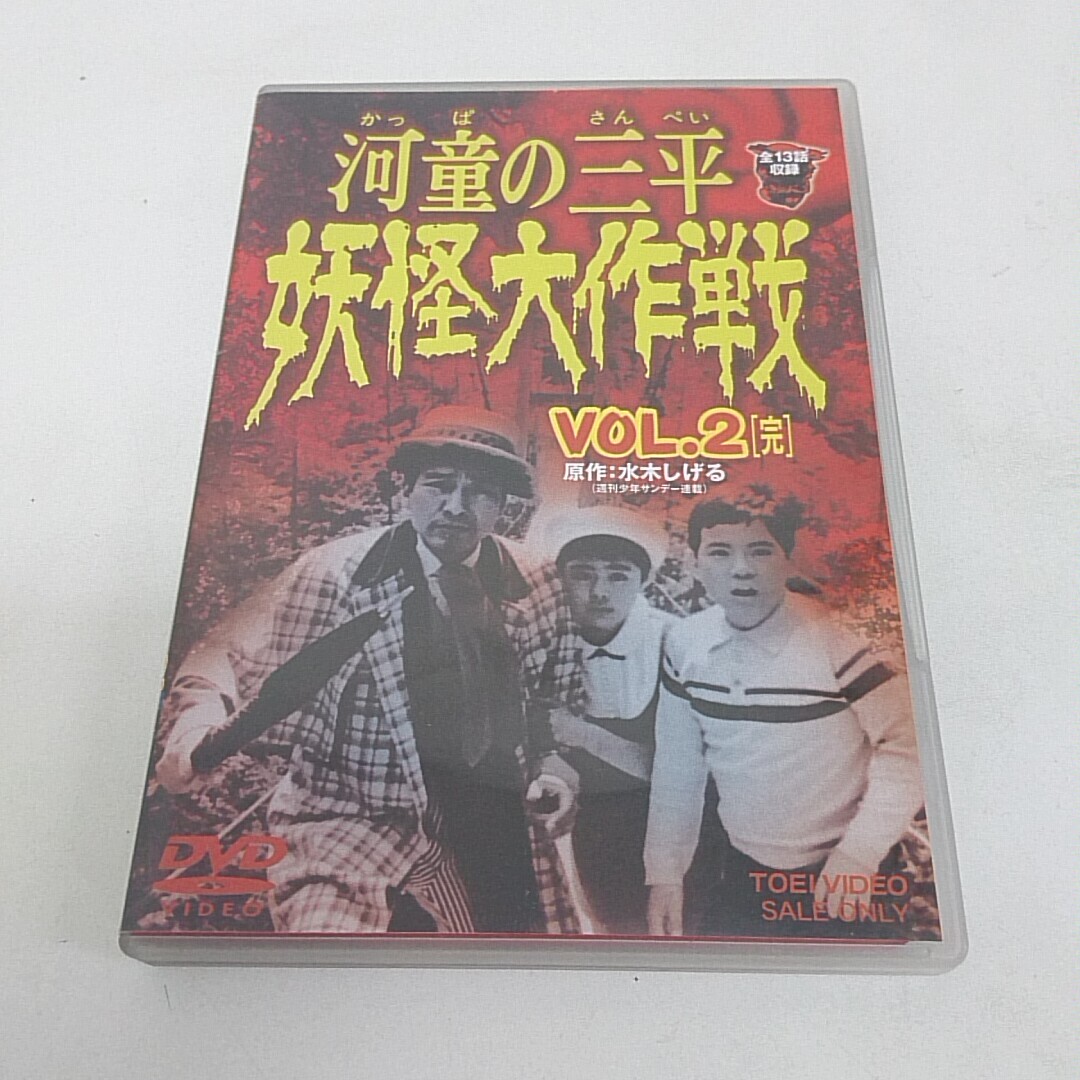 かっぱ さんぺい
河童の三平
全13話
収録
妖怪大作戦
VOL.2[完]
原作:水木しげる
(週刊少年サンデー連載)
DVD
VIDEO
TOEI VIDEO
SALE ONLY